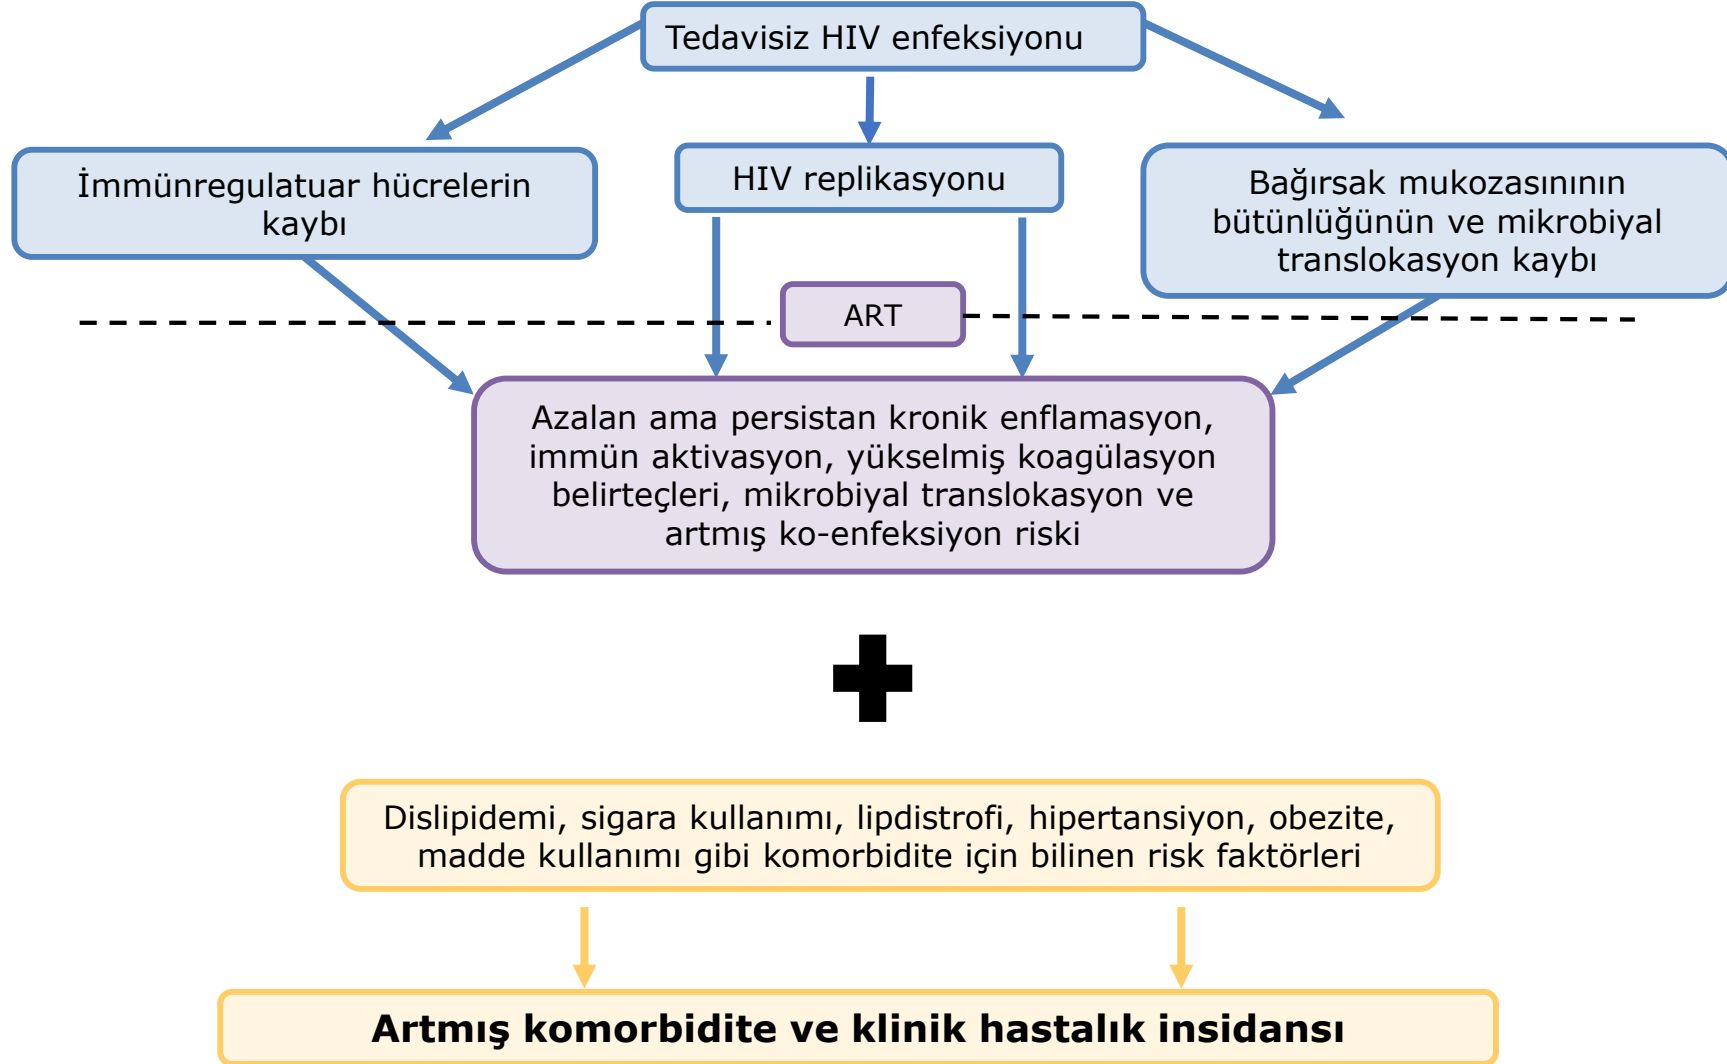 Tedavisiz HIV enfeksiyonu
İmmünregulatuar hücrelerin
kaybı
HIV replikasyonu
Bağırsak mukozasınının
bütünlüğünün ve mikrobiyal
translokasyon kaybı
ART
Azalan ama persistan kronik enflamasyon,
immün aktivasyon, yükselmiş koagülasyon
belirteçleri, mikrobiyal translokasyon ve
artmış ko-enfeksiyon riski
Dislipidemi, sigara kullanımı, lipdistrofi, hipertansiyon, obezite,
madde kullanımı gibi komorbidite için bilinen risk faktörleri
Artmış komorbidite ve klinik hastalık insidansı